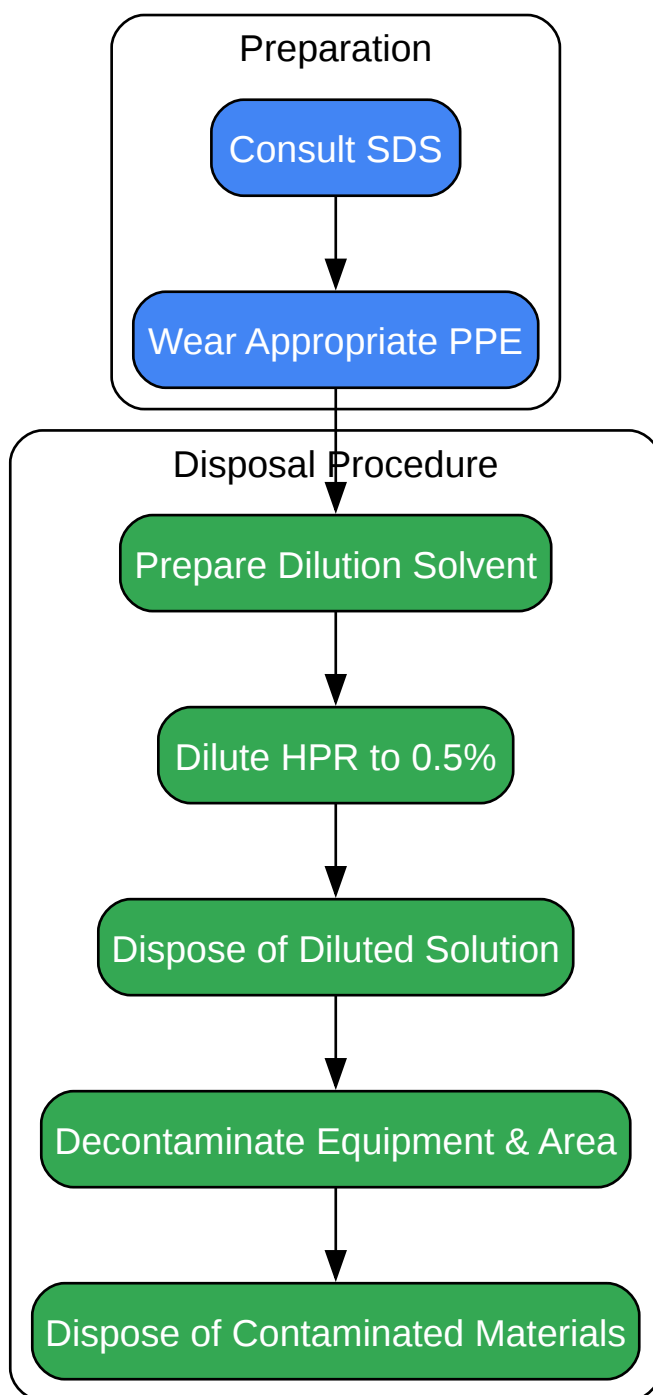 Preparation
Consult SDS
Wear Appropriate PPE
Disposal Procedure
Prepare Dilution Solvent
Dilute HPR to 0.5%
Dispose of Diluted Solution
Decontaminate Equipment & Area
Dispose of Contaminated Materials